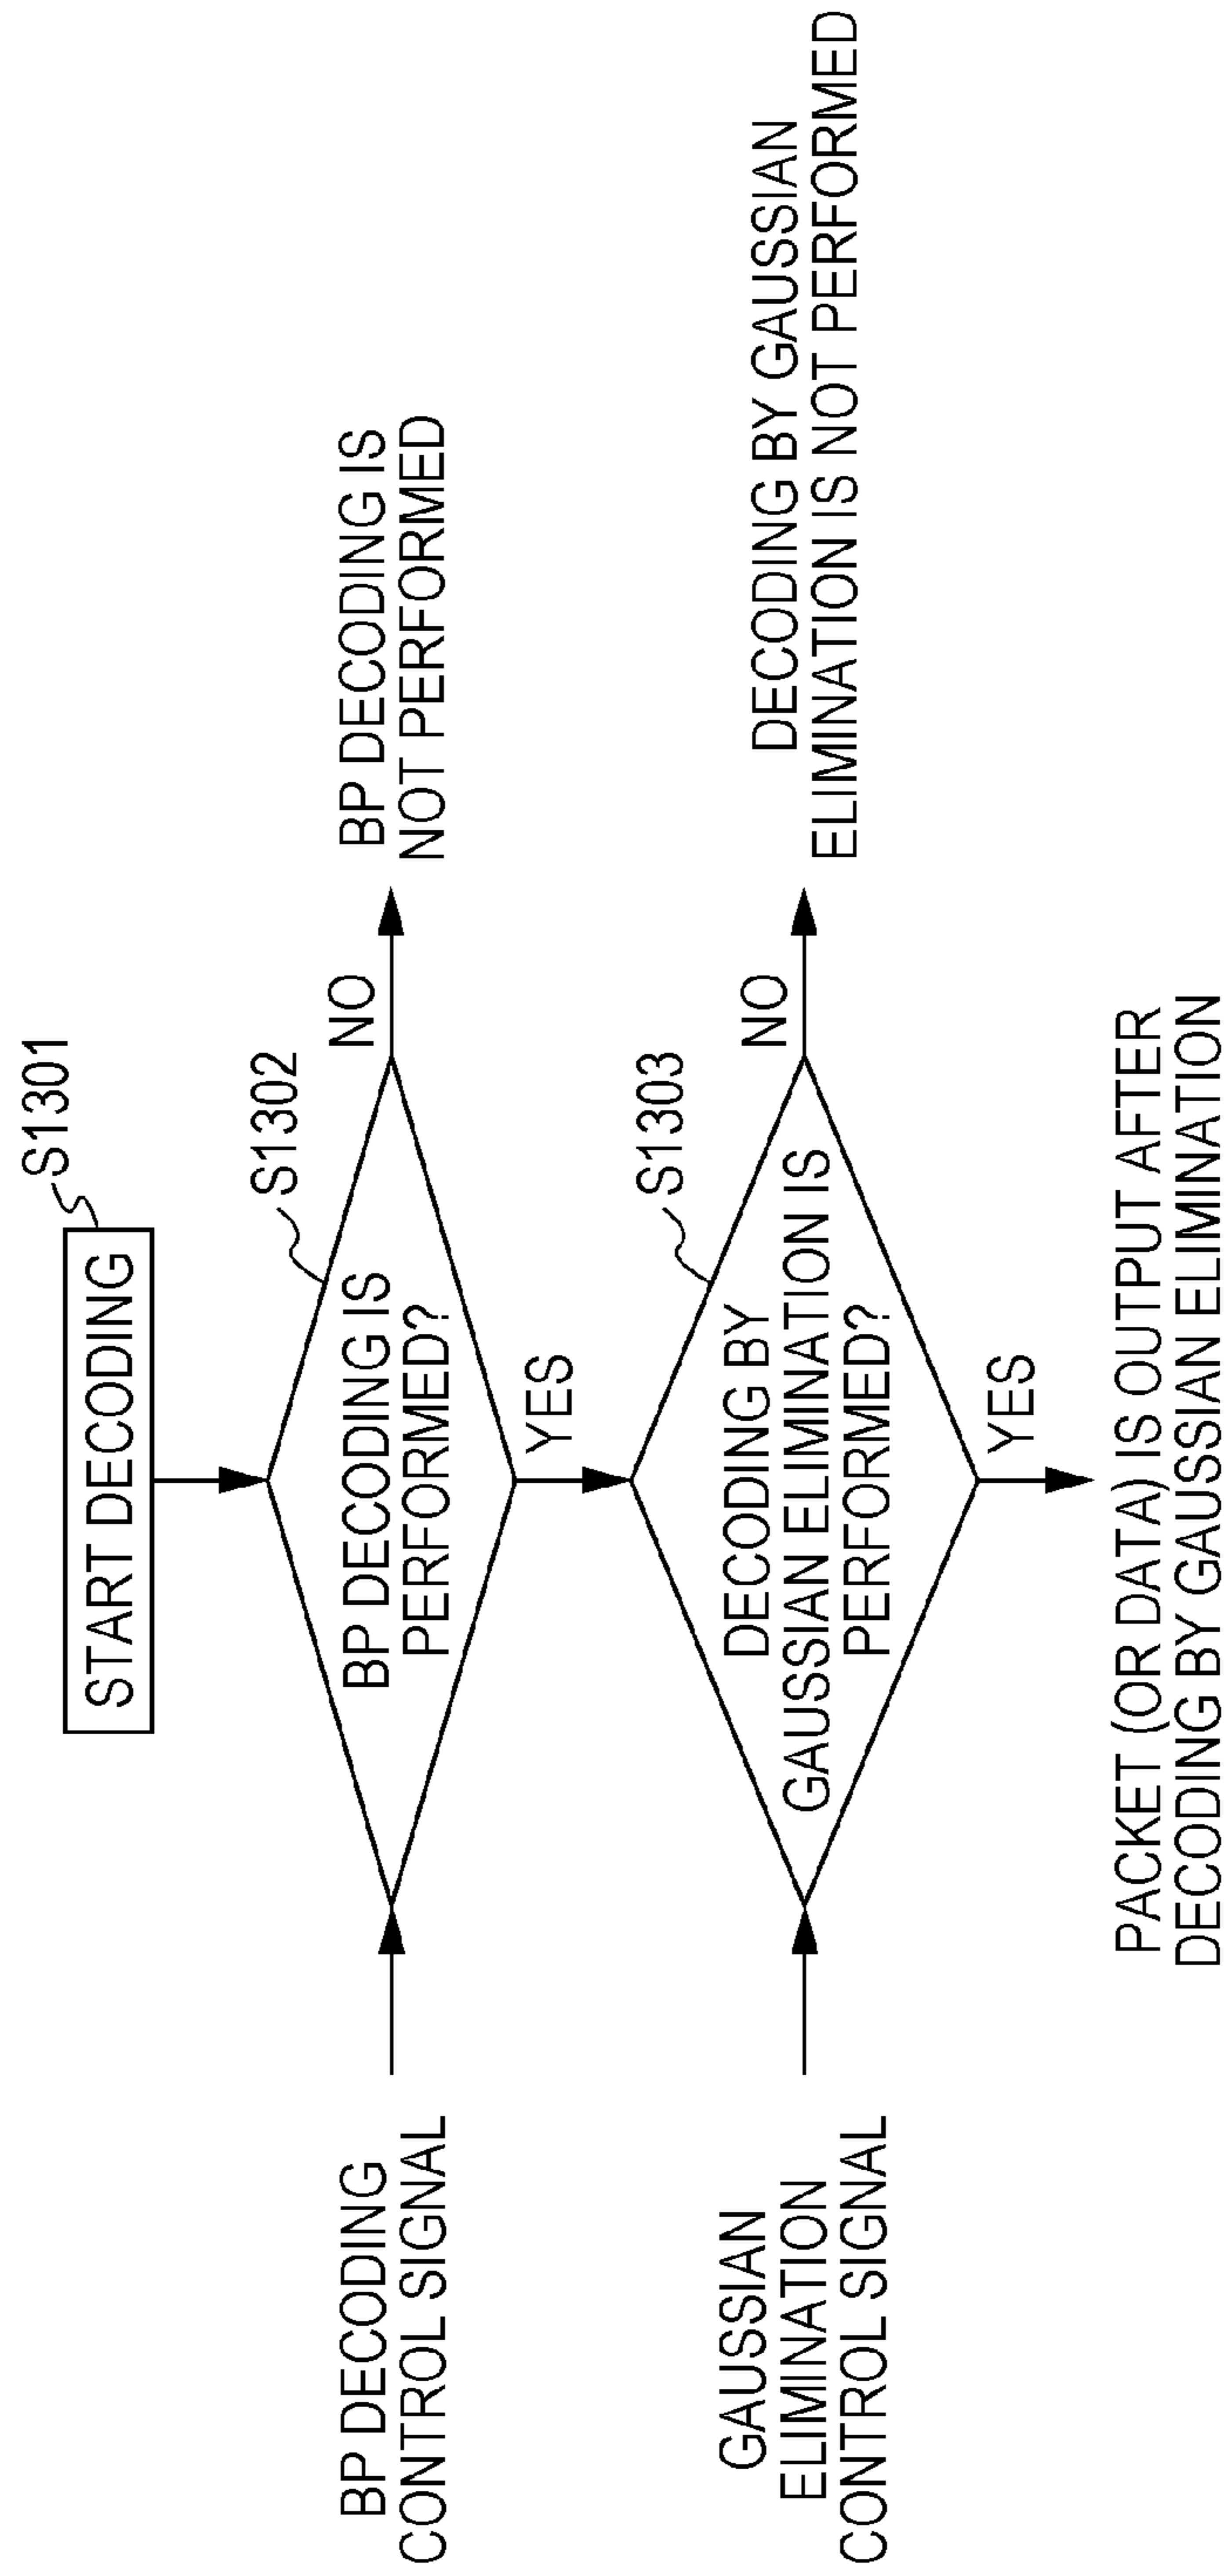 S1301
START DECODING
S1302
BP DECODING
CONTROL SIGNAL
BP DECODING IS
PERFORMED?
NO
BP DECODING IS
NOT PERFORMED
YES
S1303
GAUSSIAN
ELIMINATION
CONTROL SIGNAL
DECODING BY
GAUSSIAN ELIMINATION IS
PERFORMED?
NO
DECODING BY GAUSSIAN
ELIMINATION IS NOT PERFORMED
YES
PACKET (OR DATA) IS OUTPUT AFTER
DECODING BY GAUSSIAN ELIMINATION